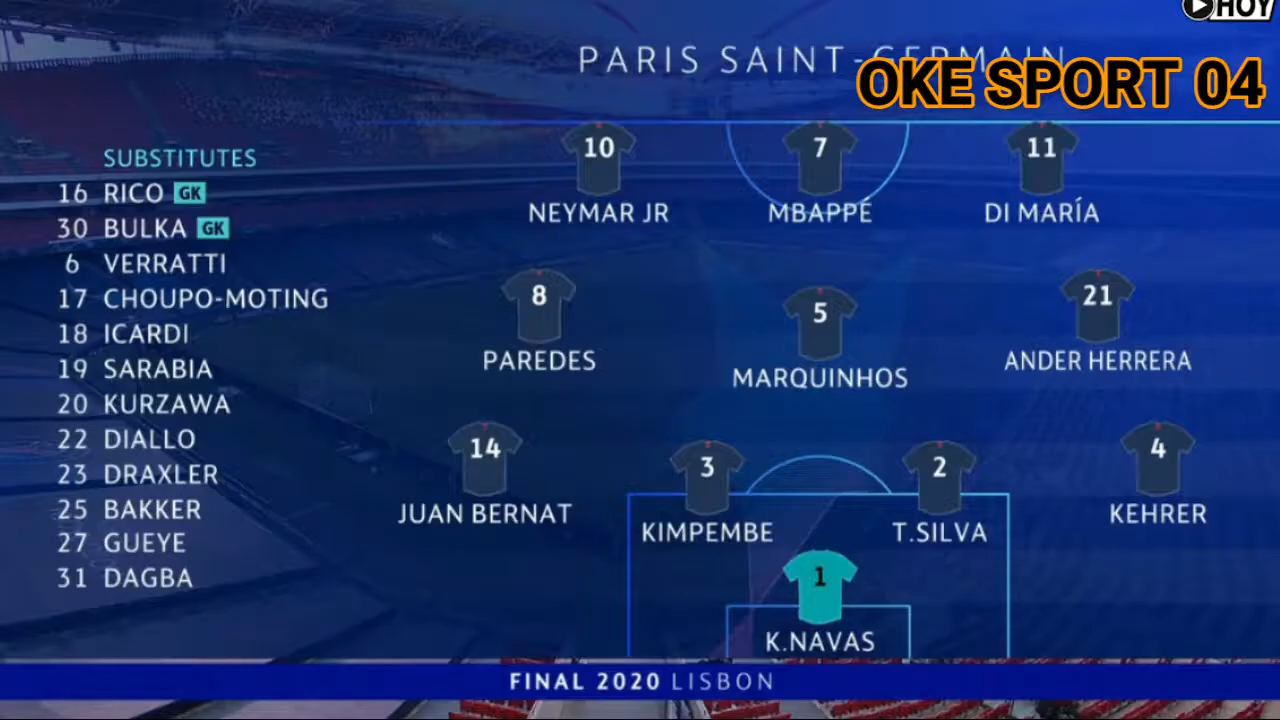 HOY
PARIS SAINT-GERMAIN
OKE SPORT 04
SUBSTITUTES
16 RICO GK
30 BULKA GK
6 VERRATTI
17 CHOUPO-MOTING
18 ICARDI
19 SARABIA
20 KURZAWA
22 DIALLO
23 DRAXLER
25 BAKKER
27 GUEYE
31 DAGBA
10 7 11
NEYMAR JR MBAPPÉ DI MARÍA
8 5 21
PAREDES MARQUINHOS ANDER HERRERA
14 3 2 4
JUAN BERNAT KIMPEMBE T.SILVA KEHRER
1
K.NAVAS
FINAL 2020 LISBON